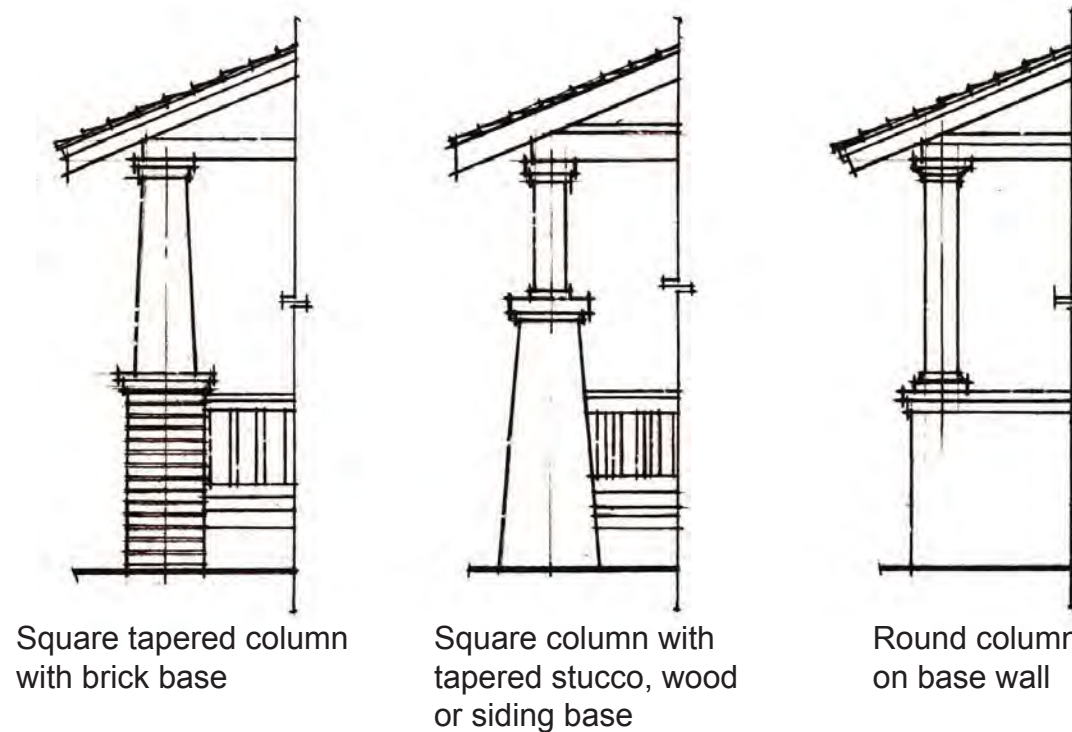 Square tapered column
with brick base
Square column with
tapered stucco, wood
or siding base
Round column
on base wall